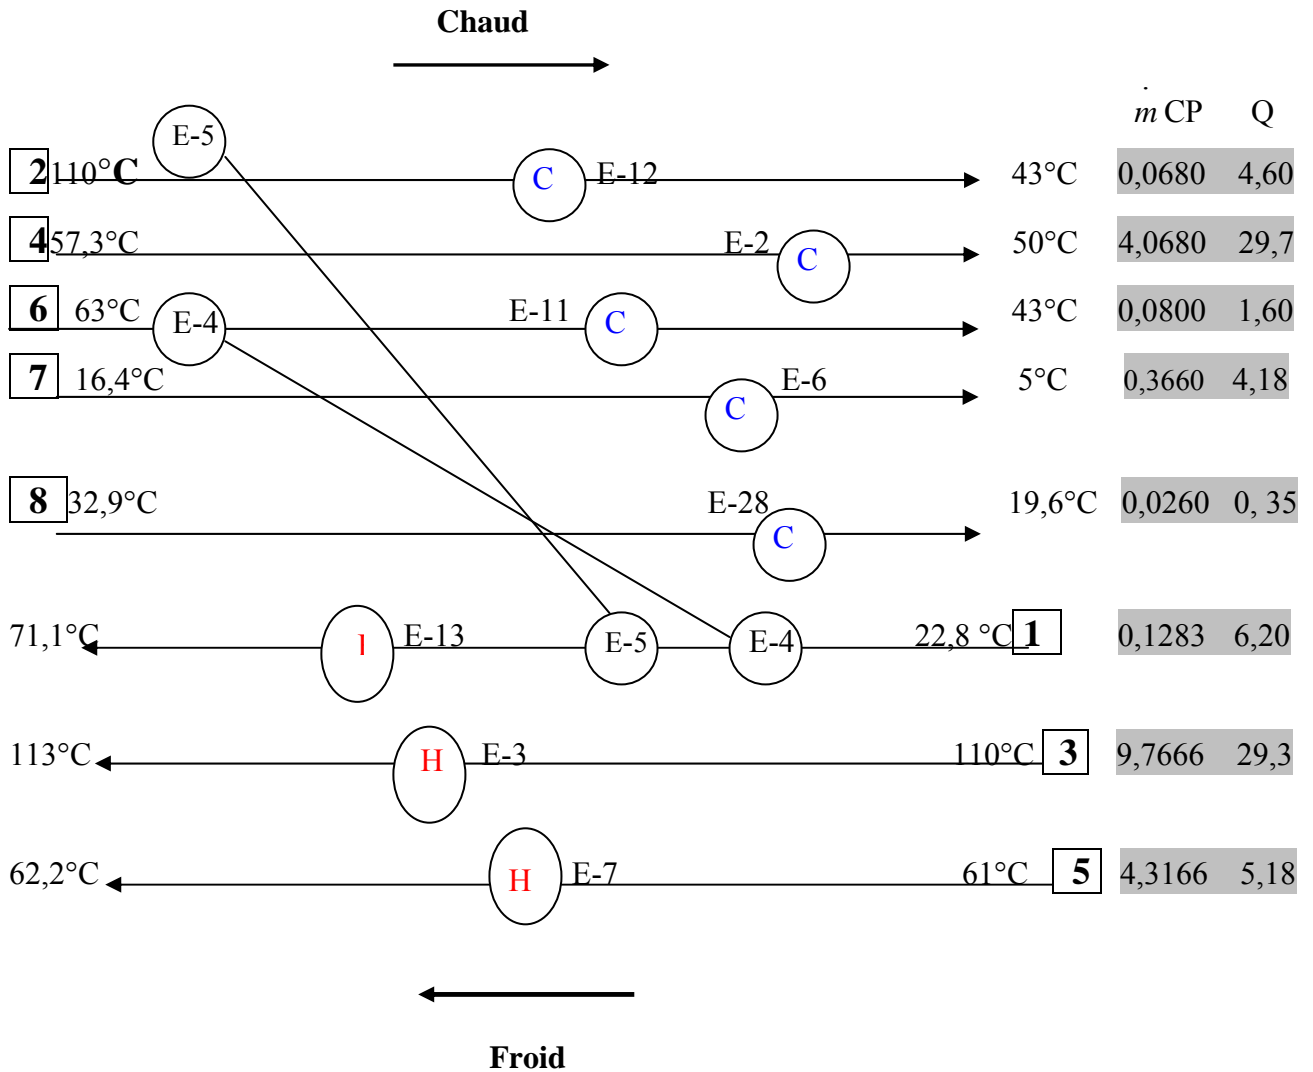 Chaud
ṁ CP Q
E-5
2 110°C C E-12 43°C 0,0680 4,60
4 57,3°C E-2 C 50°C 4,0680 29,7
6 63°C E-4 E-11 C 43°C 0,0800 1,60
7 16,4°C C E-6 5°C 0,3660 4,18
8 32,9°C E-28 C 19,6°C 0,0260 0, 35
71,1°C E-13 E-5 E-4 22,8 °C 1 0,1283 6,20
113°C H E-3 110°C 3 9,7666 29,3
62,2°C H E-7 61°C 5 4,3166 5,18
Froid